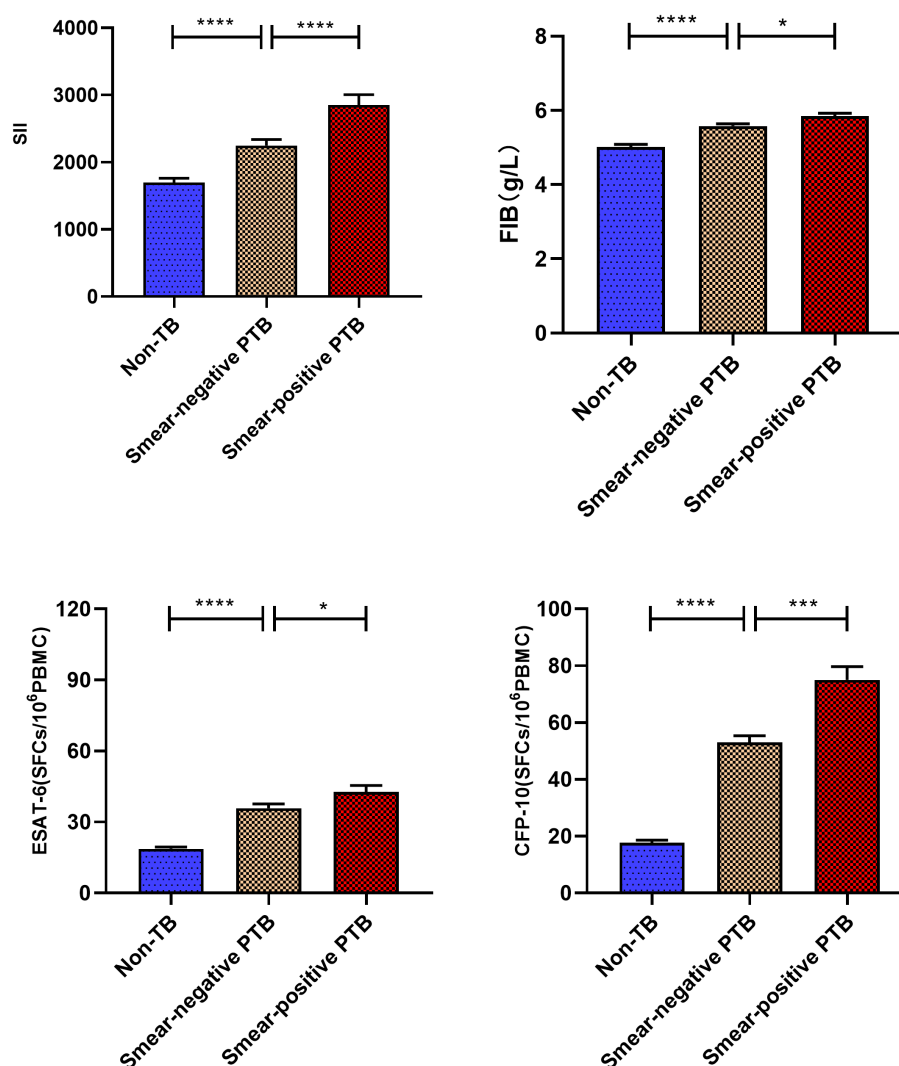 **** ****
4000
3000
2000
1000
0
SII
Non-TB
Smear-negative PTB
Smear-positive PTB
**** *
8
6
4
2
0
FIB(g/L)
Non-TB
Smear-negative PTB
Smear-positive PTB
**** *
120
90
60
30
0
ESAT-6(SFCs/10⁶PBMC)
Non-TB
Smear-negative PTB
Smear-positive PTB
**** ***
100
80
60
40
20
0
CFP-10(SFCs/10⁶PBMC)
Non-TB
Smear-negative PTB
Smear-positive PTB